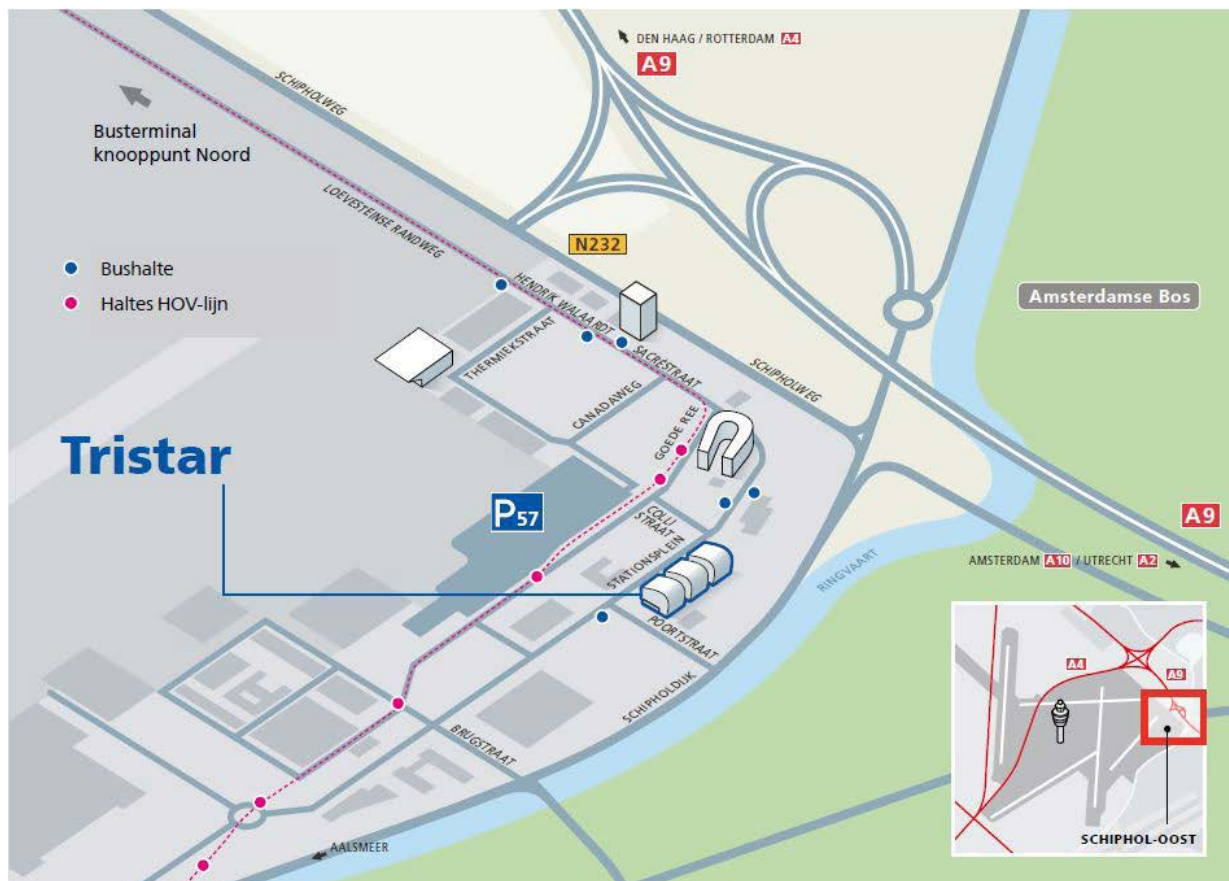 DEN HAAG / ROTTERDAM A4
A9
SCHIPHOLWEG
Busterminal
knooppunt Noord
LOEVESTEINSE RANDWEG
N232
Bushalte
Haltes HOV-lijn
HENDRIK WALAARDT
SACRÉSTRAAT
Amsterdamse Bos
THERMIEKSTRAAT
CANADAWEG
SCHIPHOLWEG
GOEDE REE
Tristar
P57
COLLI
STRAAT
STATIONSPLEIN
A9
RINGVAART
AMSTERDAM A10 / UTRECHT A2
POORTSTRAAT
SCHIPHOLDIJK
BRUGSTRAAT
AALSMEER
A4
A9
SCHIPHOL-OOST